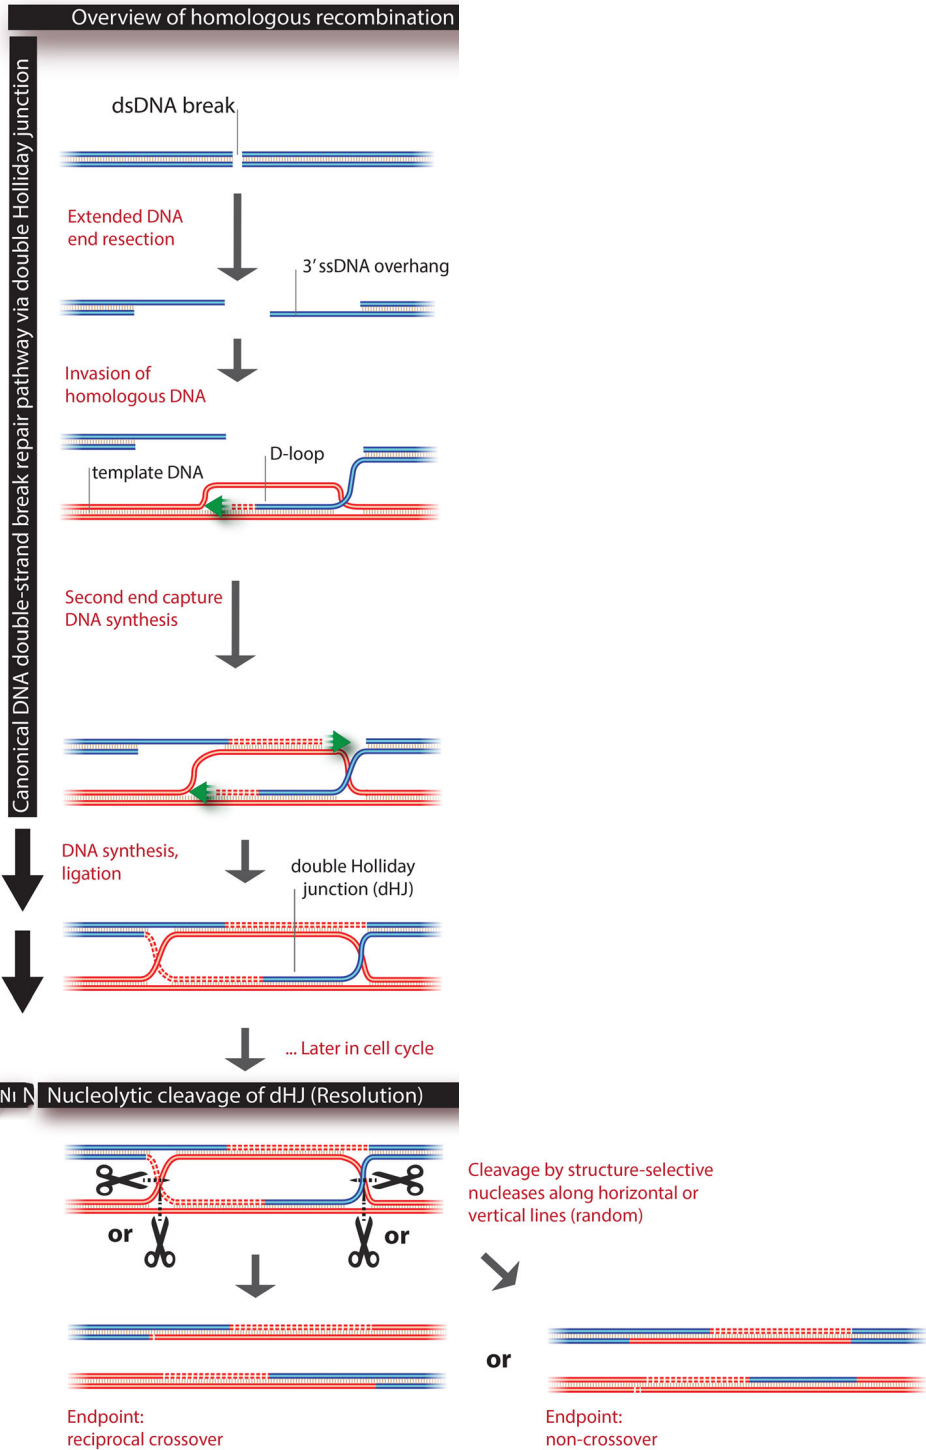 Overview of homologous recombination
Canonical DNA double-strand break repair pathway via double Holliday junction
dsDNA break
Extended DNA
end resection
3’ ssDNA overhang
Invasion of
homologous DNA
D-loop
template DNA
Second end capture
DNA synthesis
DNA synthesis,
ligation
double Holliday
junction (dHJ)
... Later in cell cycle
Nucleolytic cleavage of dHJ (Resolution)
Cleavage by structure-selective
nucleases along horizontal or
vertical lines (random)
or
or
or
Endpoint:
reciprocal crossover
Endpoint:
non-crossover